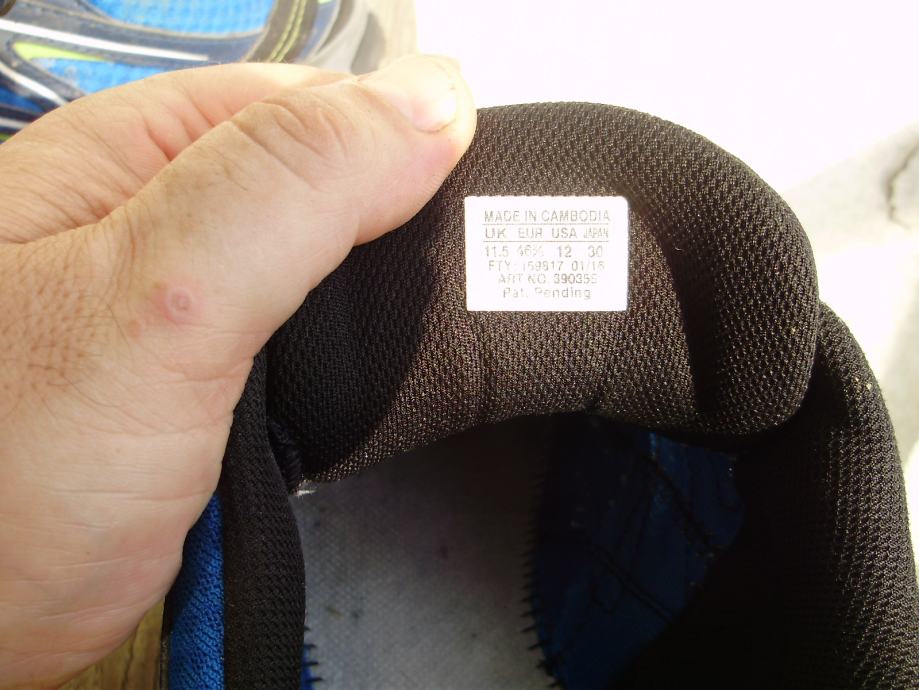 MADE IN CAMBODIA
UK EUR USA JAPAN
11.5 46⅔ 12 30
FTY: 159817 01/16
ART NO. 390355
Pat. Pending